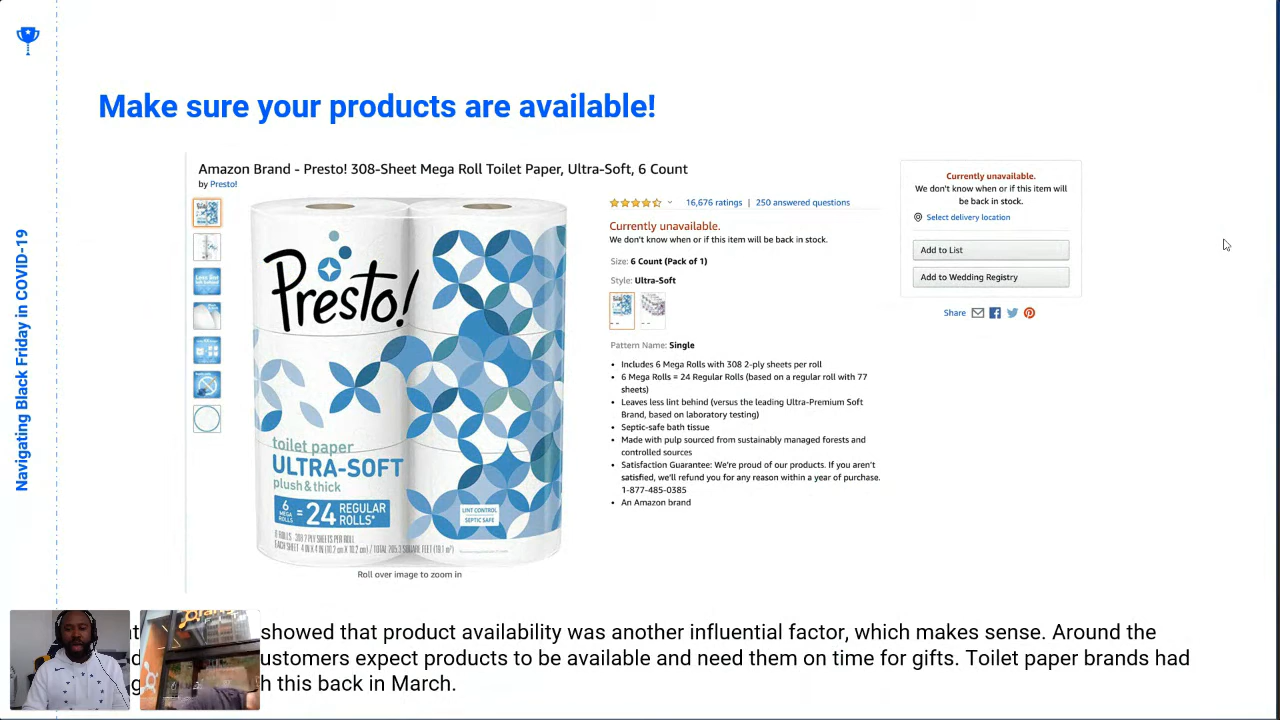 Make sure your products are available!
Navigating Black Friday in COVID-19
Amazon Brand - Presto! 308-Sheet Mega Roll Toilet Paper, Ultra-Soft, 6 Count
by Presto!
16,676 ratings | 250 answered questions
Currently unavailable.
We don't know when or if this item will be back in stock.
Size: 6 Count (Pack of 1)
Style: Ultra-Soft
Pattern Name: Single
• Includes 6 Mega Rolls with 308 2-ply sheets per roll
• 6 Mega Rolls = 24 Regular Rolls (based on a regular roll with 77
sheets)
• Leaves less lint behind (versus the leading Ultra-Premium Soft
Brand, based on laboratory testing)
• Septic-safe bath tissue
• Made with pulp sourced from sustainably managed forests and
controlled sources
• Satisfaction Guarantee: We're proud of our products. If you aren't
satisfied, we'll refund you for any reason within a year of purchase.
1-877-485-0385
• An Amazon brand
Currently unavailable.
We don't know when or if this item will
be back in stock.
Select delivery location
Add to List
Add to Wedding Registry
Share
Presto!
toilet paper
ULTRA-SOFT
plush & thick
6 MEGA ROLLS = 24 REGULAR ROLLS*
LINT CONTROL
SEPTIC SAFE
Roll over image to zoom in
showed that product availability was another influential factor, which makes sense. Around the
customers expect products to be available and need them on time for gifts. Toilet paper brands had
this back in March.